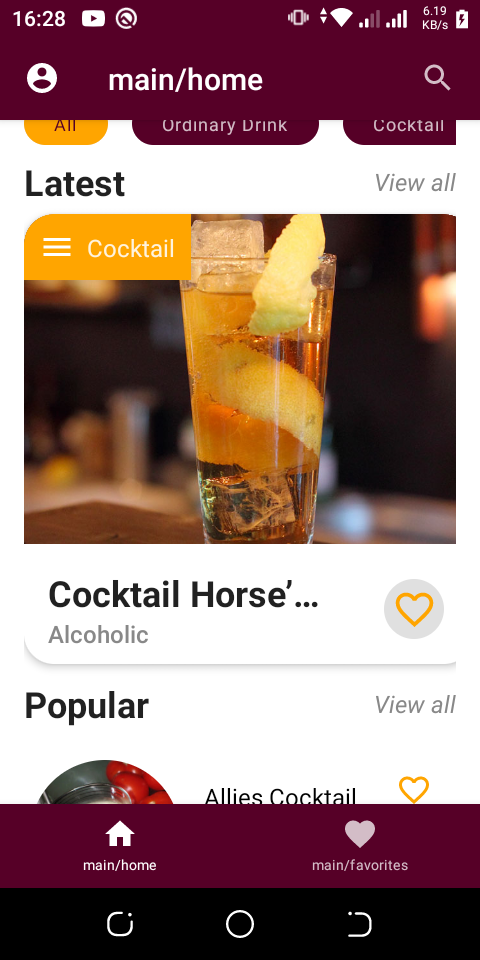 16:28
6.19
KB/s
main/home
All
Ordinary Drink
Cocktail
Latest
View all
Cocktail
Cocktail Horse’...
Alcoholic
Popular
View all
Allies Cocktail
main/home
main/favorites